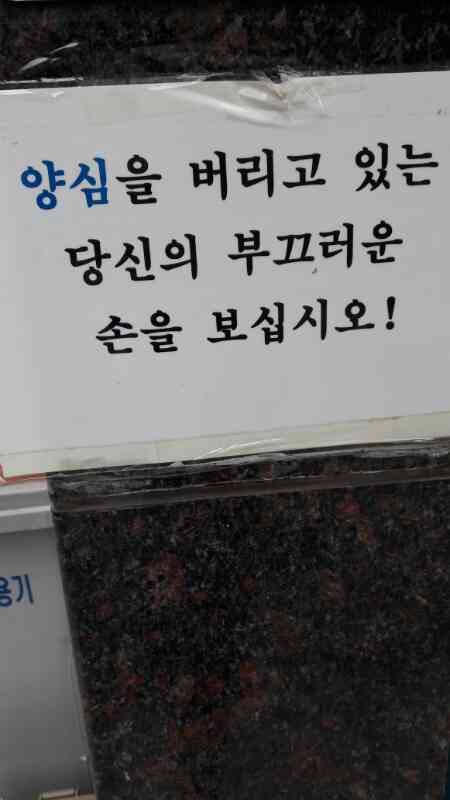 양심을 버리고 있는
당신의 부끄러운
손을 보십시오!
용기